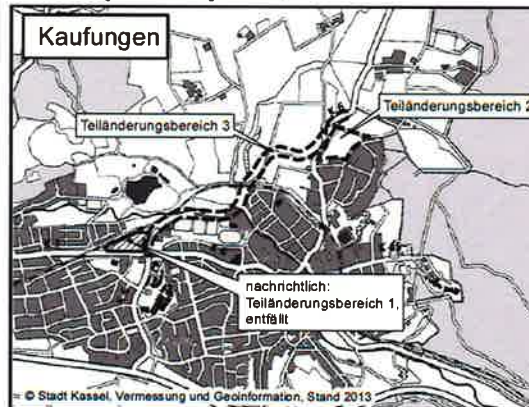 Kaufungen
Teiländerungsbereich 2
Teiländerungsbereich 3
nachrichtlich:
Teiländerungsbereich 1,
entfällt
© Stadt Kassel, Vermessung und Geoinformation, Stand 2013